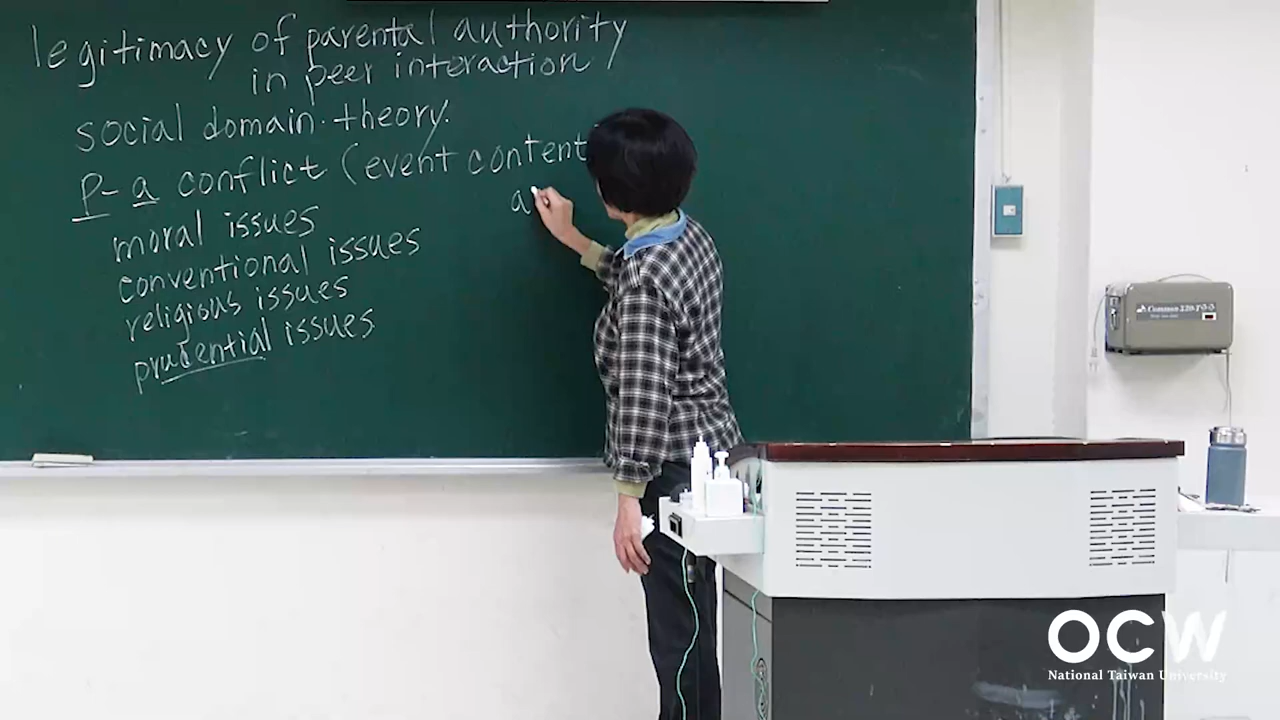 legitimacy of parental authority
in peer interaction
social domain theory.
P-a conflict (event content
a
moral issues
conventional issues
religious issues
prudential issues
OCW
National Taiwan University